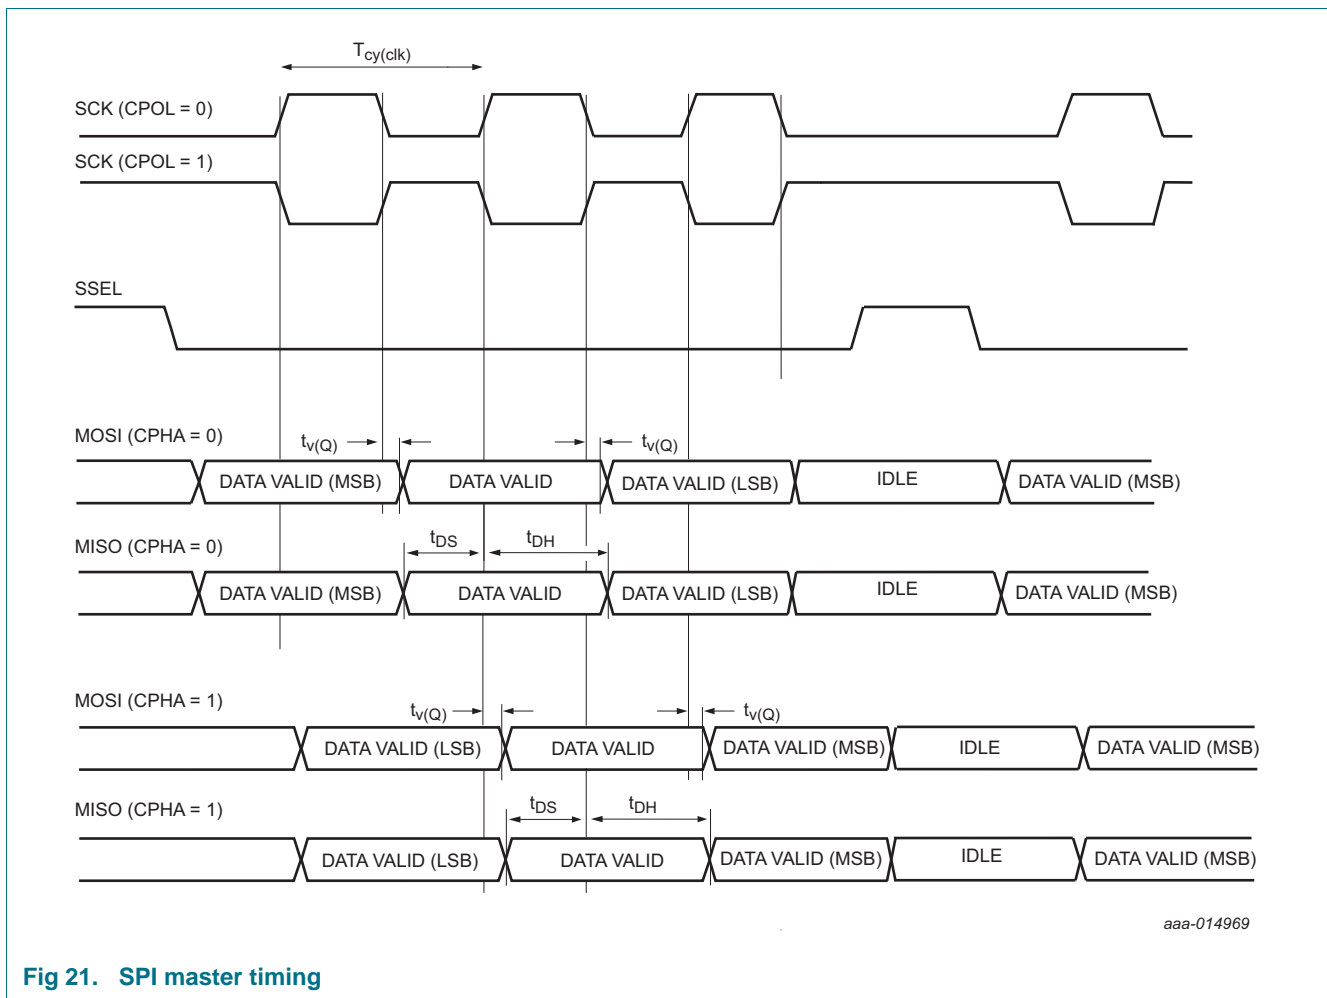 Tcy(clk)
SCK (CPOL = 0)
SCK (CPOL = 1)
SSEL
MOSI (CPHA = 0)
tv(Q) tv(Q)
DATA VALID (MSB) DATA VALID DATA VALID (LSB) IDLE DATA VALID (MSB)
MISO (CPHA = 0)
tDS tDH
DATA VALID (MSB) DATA VALID DATA VALID (LSB) IDLE DATA VALID (MSB)
MOSI (CPHA = 1)
tv(Q) tv(Q)
DATA VALID (LSB) DATA VALID DATA VALID (MSB) IDLE DATA VALID (MSB)
MISO (CPHA = 1)
tDS tDH
DATA VALID (LSB) DATA VALID DATA VALID (MSB) IDLE DATA VALID (MSB)
aaa-014969
Fig 21. SPI master timing